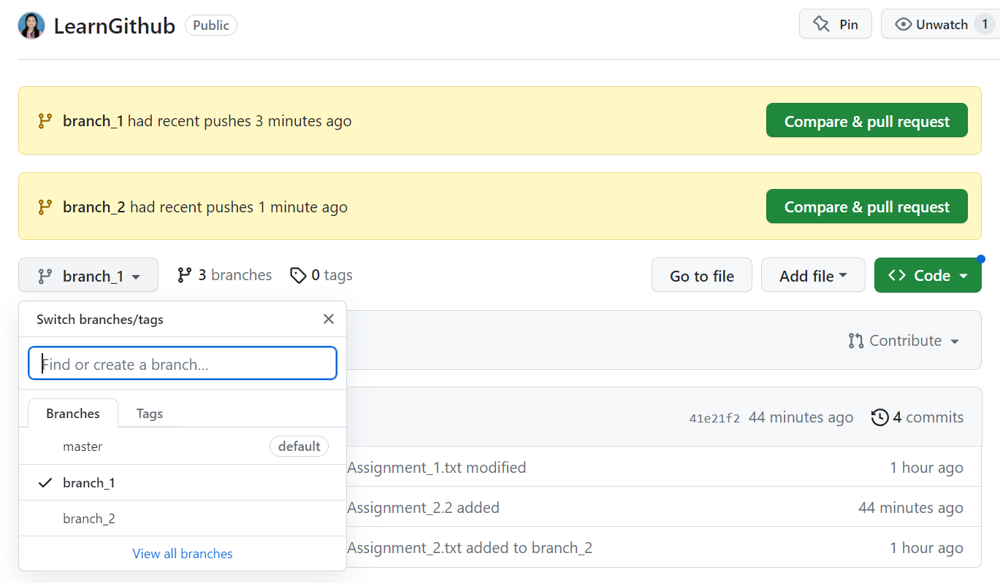 LearnGithub Public Pin Unwatch 1
branch_1 had recent pushes 3 minutes ago Compare & pull request
branch_2 had recent pushes 1 minute ago Compare & pull request
branch_1 3 branches 0 tags Go to file Add file Code
Switch branches/tags
Contribute
Find or create a branch...
Branches Tags
41e21f2 44 minutes ago 4 commits
master default
Assignment_1.txt modified 1 hour ago
branch_1
Assignment_2.2 added 44 minutes ago
branch_2
Assignment_2.txt added to branch_2 1 hour ago
View all branches